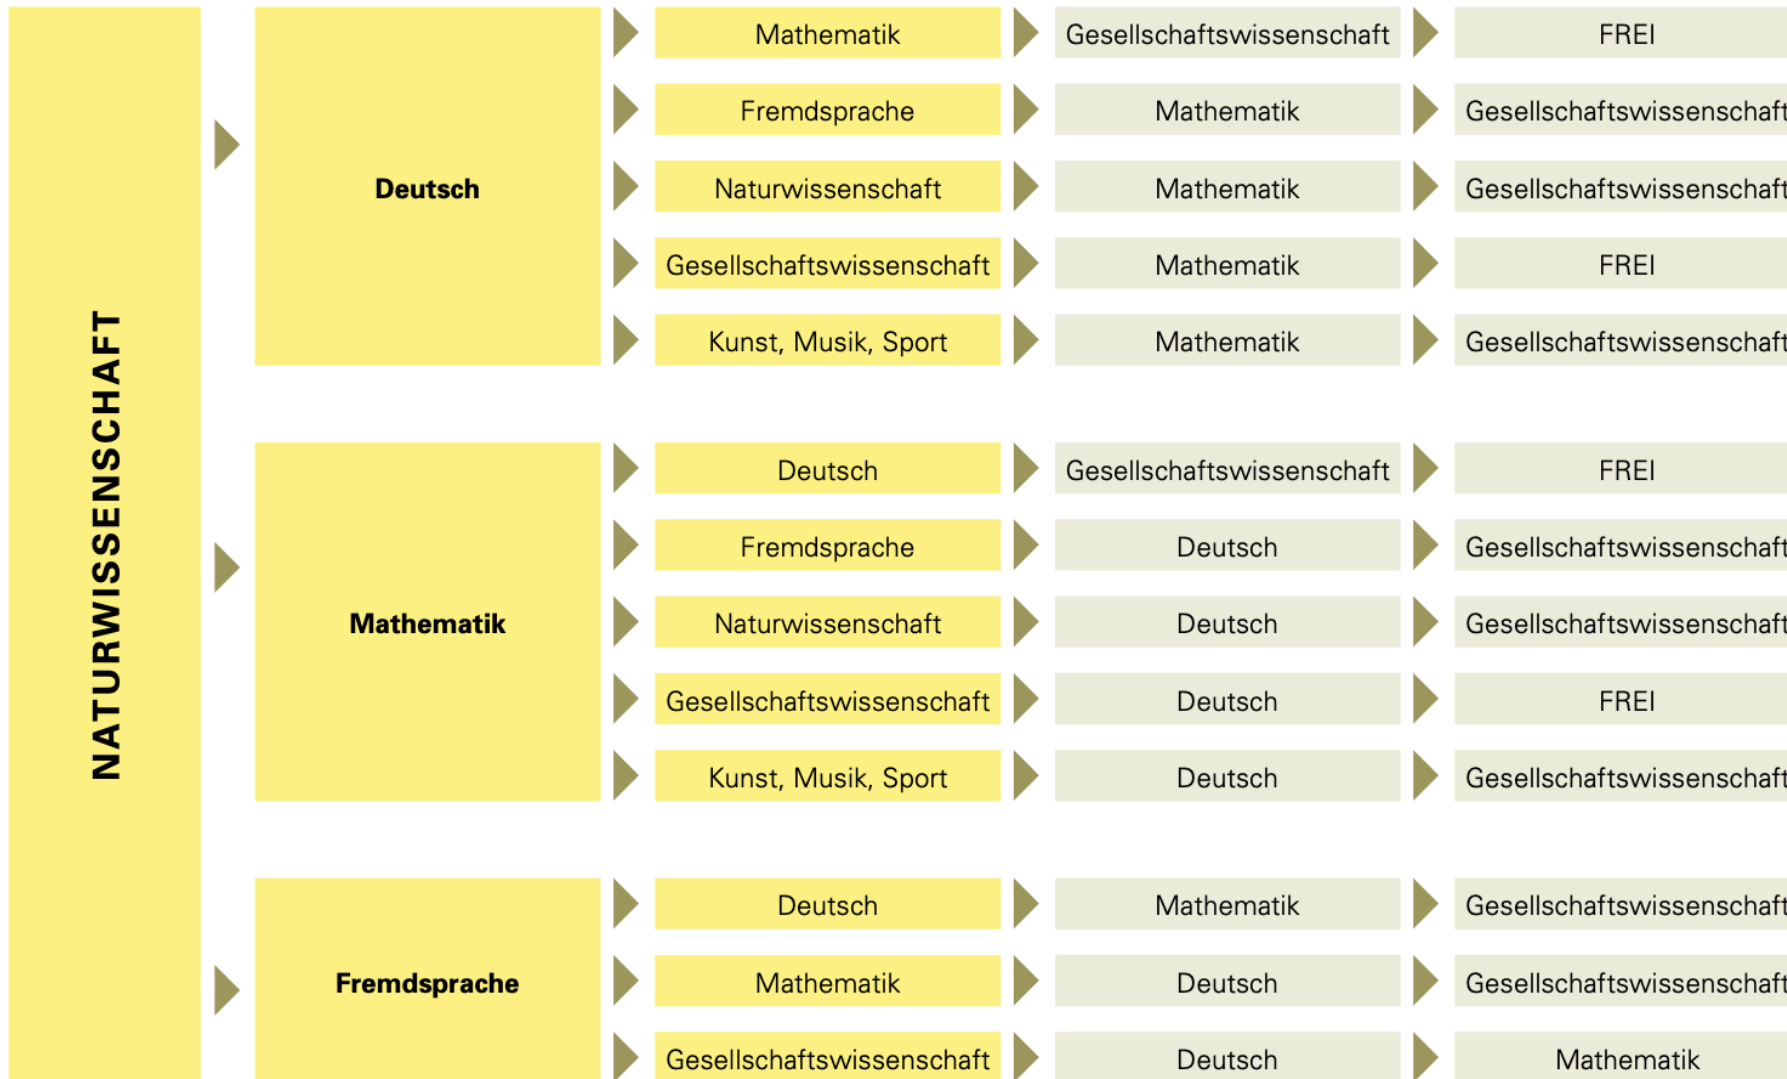 NATURWISSENSCHAFT
Deutsch
Mathematik Gesellschaftswissenschaft FREI
Fremdsprache Mathematik Gesellschaftswissenschaft
Naturwissenschaft Mathematik Gesellschaftswissenschaft
Gesellschaftswissenschaft Mathematik FREI
Kunst, Musik, Sport Mathematik Gesellschaftswissenschaft
Mathematik
Deutsch Gesellschaftswissenschaft FREI
Fremdsprache Deutsch Gesellschaftswissenschaft
Naturwissenschaft Deutsch Gesellschaftswissenschaft
Gesellschaftswissenschaft Deutsch FREI
Kunst, Musik, Sport Deutsch Gesellschaftswissenschaft
Fremdsprache
Deutsch Mathematik Gesellschaftswissenschaft
Mathematik Deutsch Gesellschaftswissenschaft
Gesellschaftswissenschaft Deutsch Mathematik